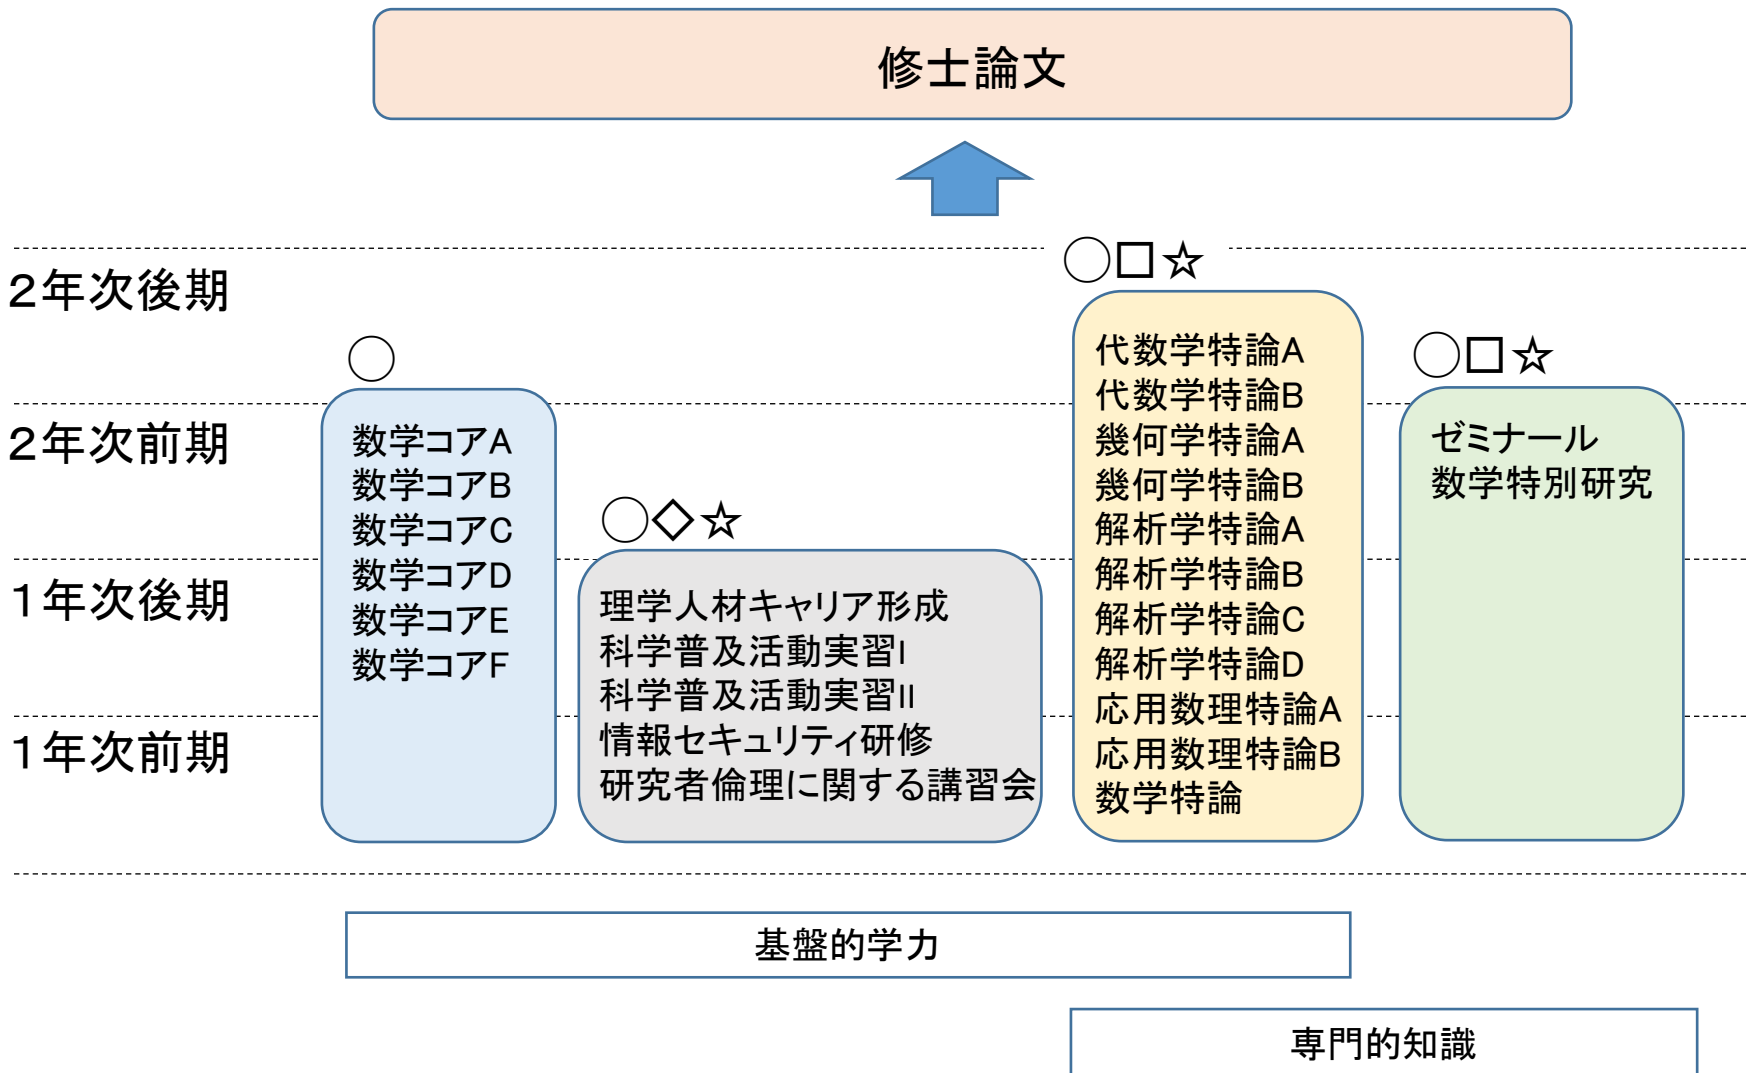 修士論文
2年次後期
2年次前期
1年次後期
1年次前期
◯
数学コアA
数学コアB
数学コアC
数学コアD
数学コアE
数学コアF
◯◇☆
理学人材キャリア形成
科学普及活動実習I
科学普及活動実習II
情報セキュリティ研修
研究者倫理に関する講習会
◯□☆
代数学特論A
代数学特論B
幾何学特論A
幾何学特論B
解析学特論A
解析学特論B
解析学特論C
解析学特論D
応用数理特論A
応用数理特論B
数学特論
◯□☆
ゼミナール
数学特別研究
基盤的学力
専門的知識